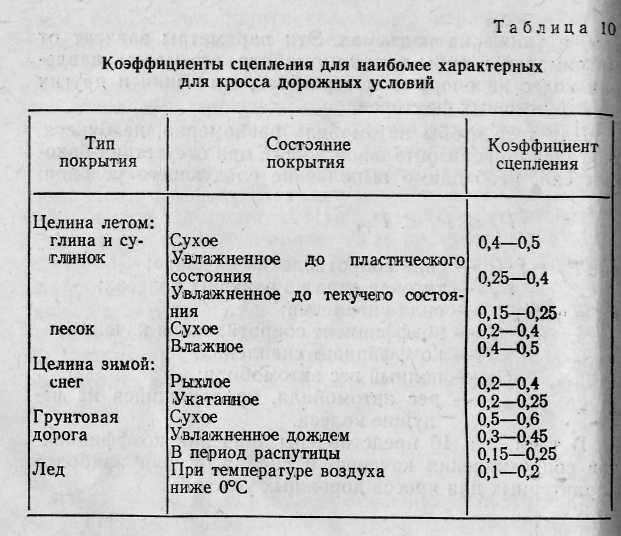 Таблица 10
Коэффициенты сцепления для наиболее характерных
для кросса дорожных условий
Тип покрытия
Состояние покрытия
Коэффициент сцепления
Целина летом:
глина и су-
глинок
Сухое 0,4—0,5
Увлажненное до пластического
состояния 0,25—0,4
Увлажненное до текучего состоя-
ния 0,15—0,25
песок Сухое 0,2—0,4
Влажное 0,4—0,5
Целина зимой:
снег Рыхлое 0,2—0,4
Укатанное 0,2—0,25
Грунтовая Сухое 0,5—0,6
дорога Увлажненное дождем 0,3—0,45
В период распутицы 0,15—0,25
Лед При температуре воздуха 0,1—0,2
ниже 0°С